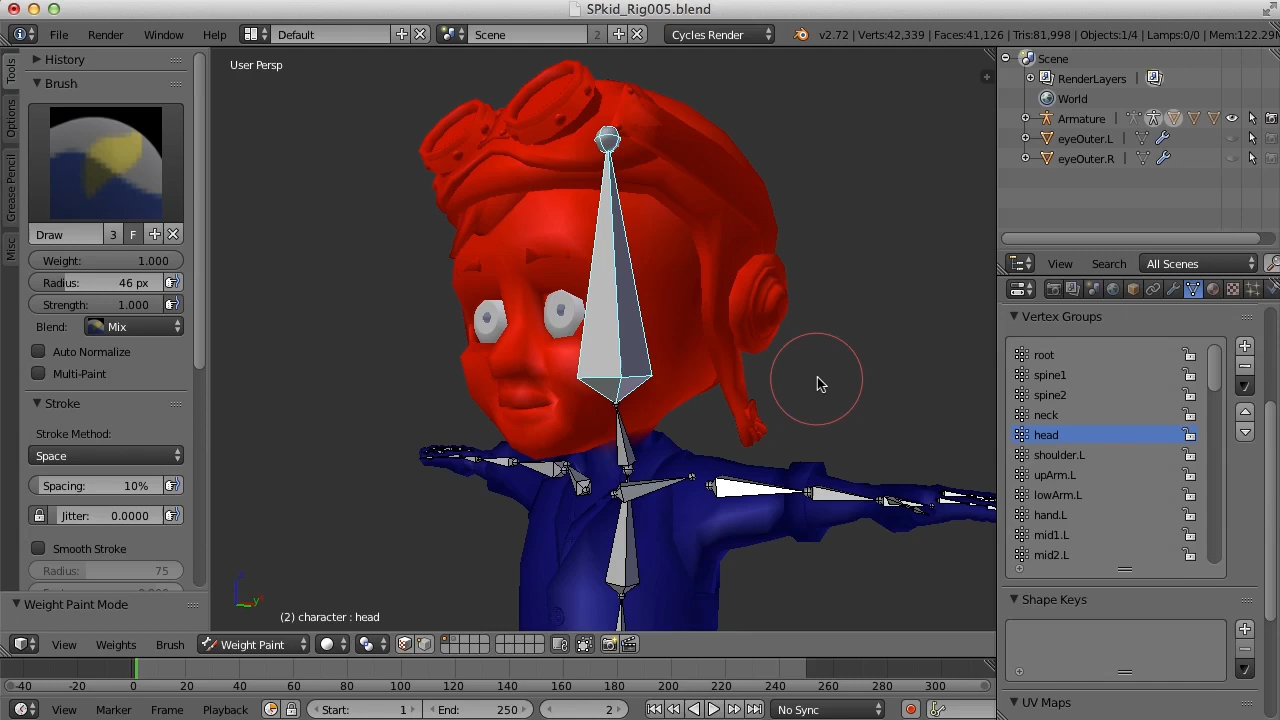 SPkid_Rig005.blend
File Render Window Help Default Scene 2 Cycles Render v2.72 | Verts:42,339 | Faces:41,126 | Tris:81,998 | Objects:1/4 | Lamps:0/0 |
Tools
Options
Grease Pencil
Misc
History
Brush
Draw 3 F
Weight: 1.000
Radius: 46 px
Strength: 1.000
Blend: Mix
Auto Normalize
Multi-Paint
Stroke
Stroke Method:
Space
Spacing: 10%
Jitter: 0.0000
Smooth Stroke
Radius: 75
Weight Paint Mode
User Persp
(2) character : head
Scene
RenderLayers
World
Armature
eyeOuter.L
eyeOuter.R
View Search All Scenes
Vertex Groups
root
spine1
spine2
neck
head
shoulder.L
upArm.L
lowArm.L
hand.L
mid1.L
mid2.L
Shape Keys
UV Maps
View Weights Brush Weight Paint
-40 -20 0 20 40 60 80 100 120 140 160 180 200 220 240 260 280 300
View Marker Frame Playback Start: 1 End: 250 2 No Sync